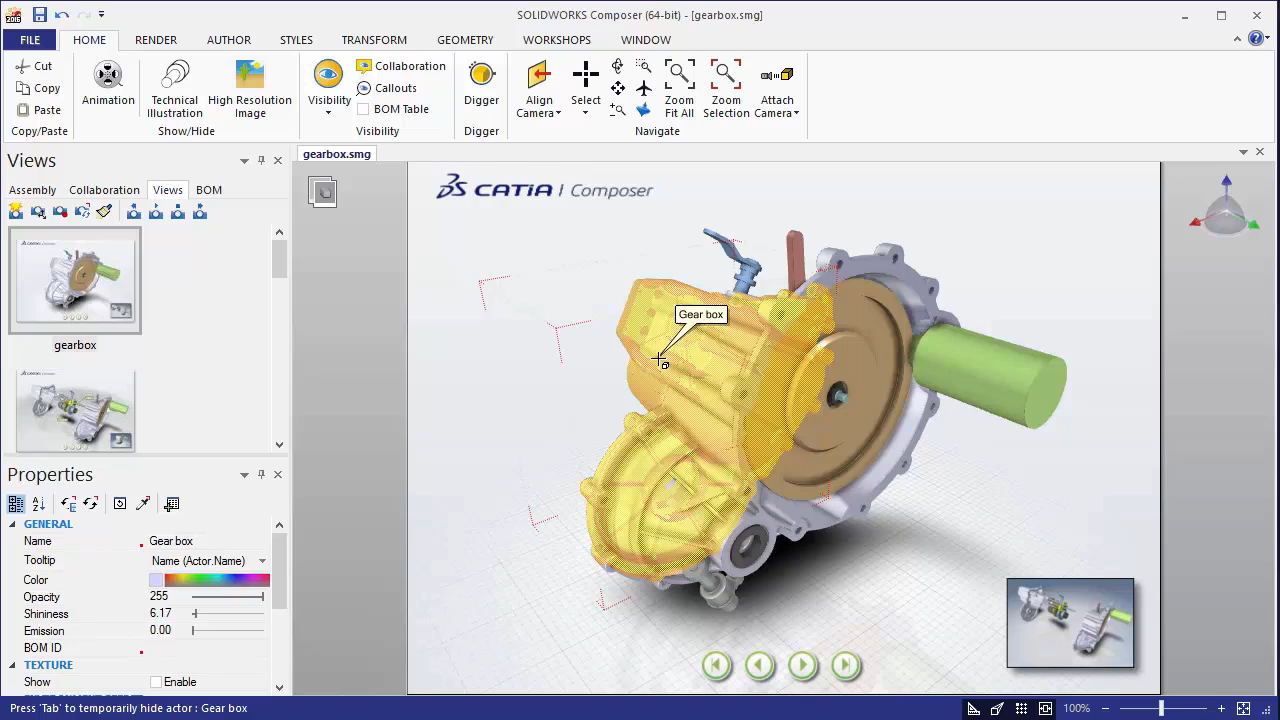 2016
SOLIDWORKS Composer (64-bit) - [gearbox.smg]
FILE HOME RENDER AUTHOR STYLES TRANSFORM GEOMETRY WORKSHOPS WINDOW
Cut
Copy
Paste
Animation
Technical Illustration
High Resolution Image
Visibility
Collaboration
Callouts
BOM Table
Digger
Align Camera
Select
Zoom Fit All
Zoom Selection
Attach Camera
Copy/Paste Show/Hide Visibility Digger Navigate
Views
gearbox.smg
Assembly Collaboration Views BOM
gearbox
CATIA | Composer
Gear box
Properties
GENERAL
Name Gear box
Tooltip Name (Actor.Name)
Color
Opacity 255
Shininess 6.17
Emission 0.00
BOM ID
TEXTURE
Show Enable
Press 'Tab' to temporarily hide actor : Gear box
100%